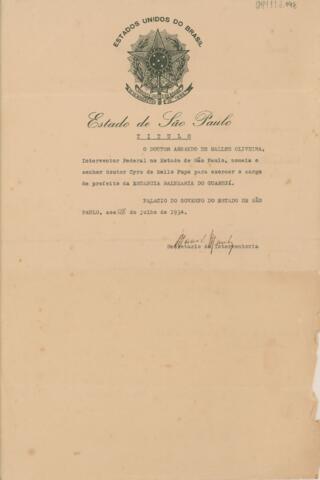 ESTADOS UNIDOS DO BRASIL
Estado de São Paulo
TITULO
O DOUTOR ARMANDO DE SALLES OLIVEIRA,
Interventor Federal no Estado de São Paulo, nomeia o
senhor doutor Cyro de Mello Pupo para exercer o cargo
de prefeito da ESTANCIA BALNEARIA DO GUARUJÁ.
PALACIO DO GOVERNO DO ESTADO DE SÃO
PAULO, aos de julho de 1934.
Secretario da Interventoria